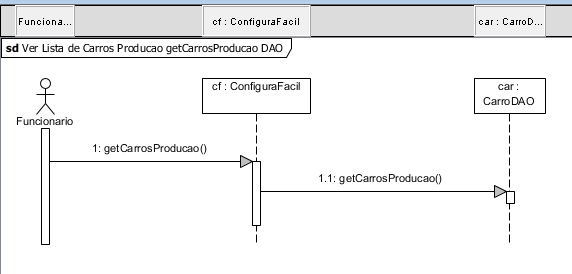 Funciona...
cf : ConfiguraFacil
car : CarroD...
sd Ver Lista de Carros Producao getCarrosProducao DAO
cf : ConfiguraFacil
car :
CarroDAO
Funcionario
1: getCarrosProducao()
1.1: getCarrosProducao()